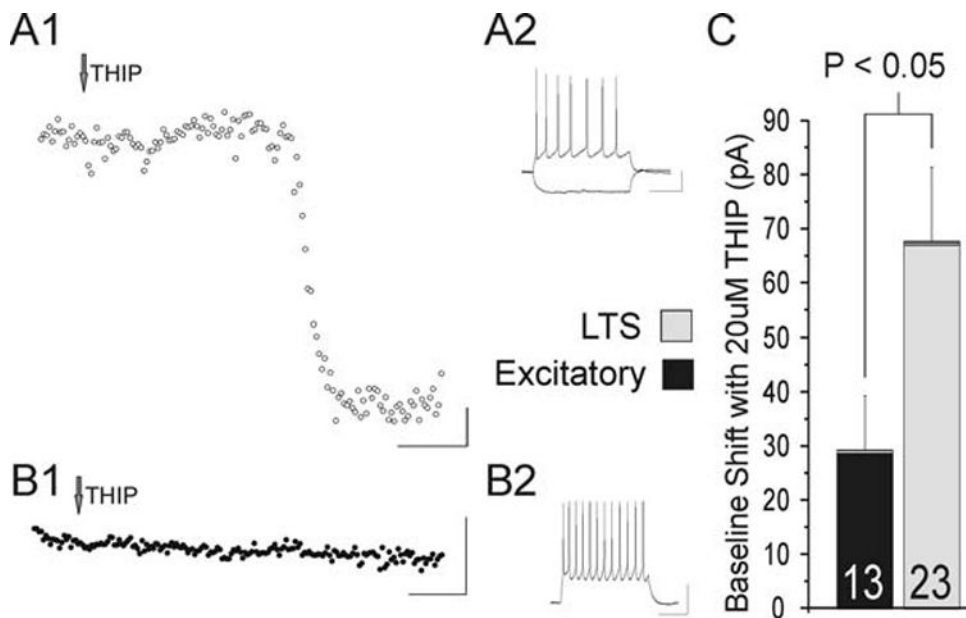 A1
THIP
A2
C
P < 0.05
LTS
Excitatory
B1
THIP
B2
Baseline Shift with 20uM THIP (pA)
90
80
70
60
50
40
30
20
10
0
13
23